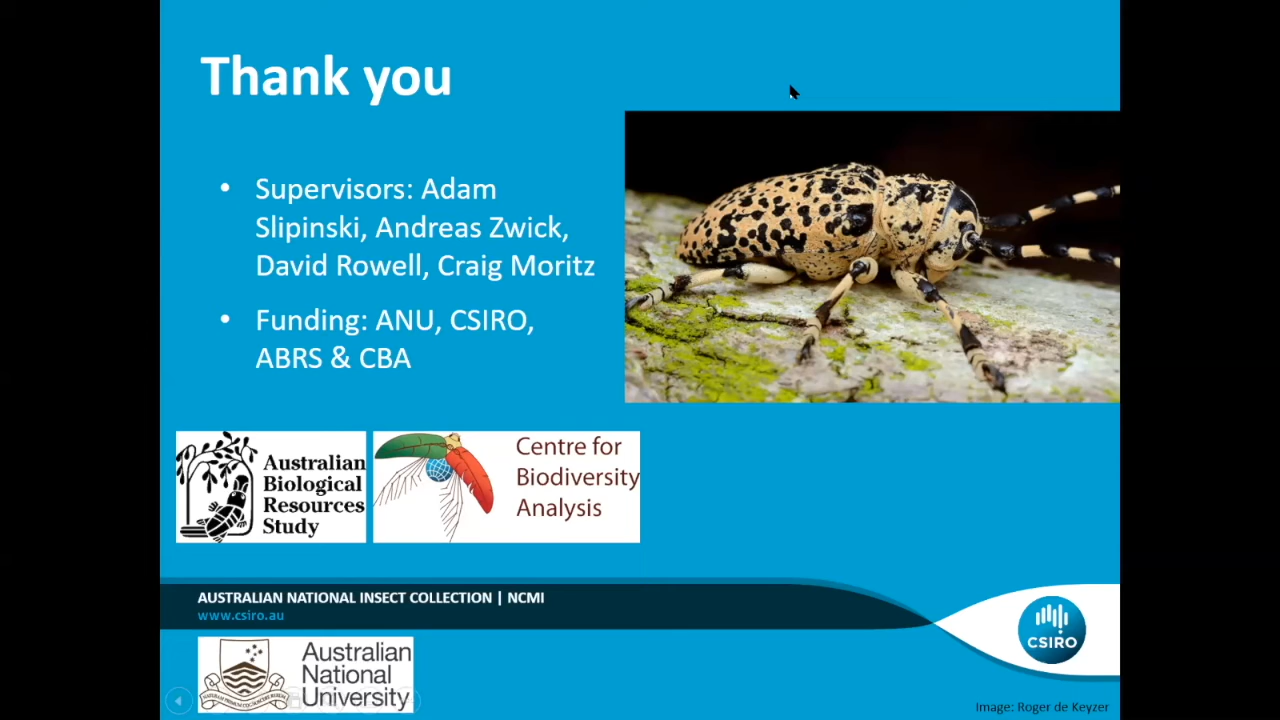 Thank you
• Supervisors: Adam
Slipinski, Andreas Zwick,
David Rowell, Craig Moritz
• Funding: ANU, CSIRO,
ABRS & CBA
Australian
Biological
Resources
Study
Centre for
Biodiversity
Analysis
AUSTRALIAN NATIONAL INSECT COLLECTION | NCMI
www.csiro.au
CSIRO
Australian
National
University
Image: Roger de Keyzer